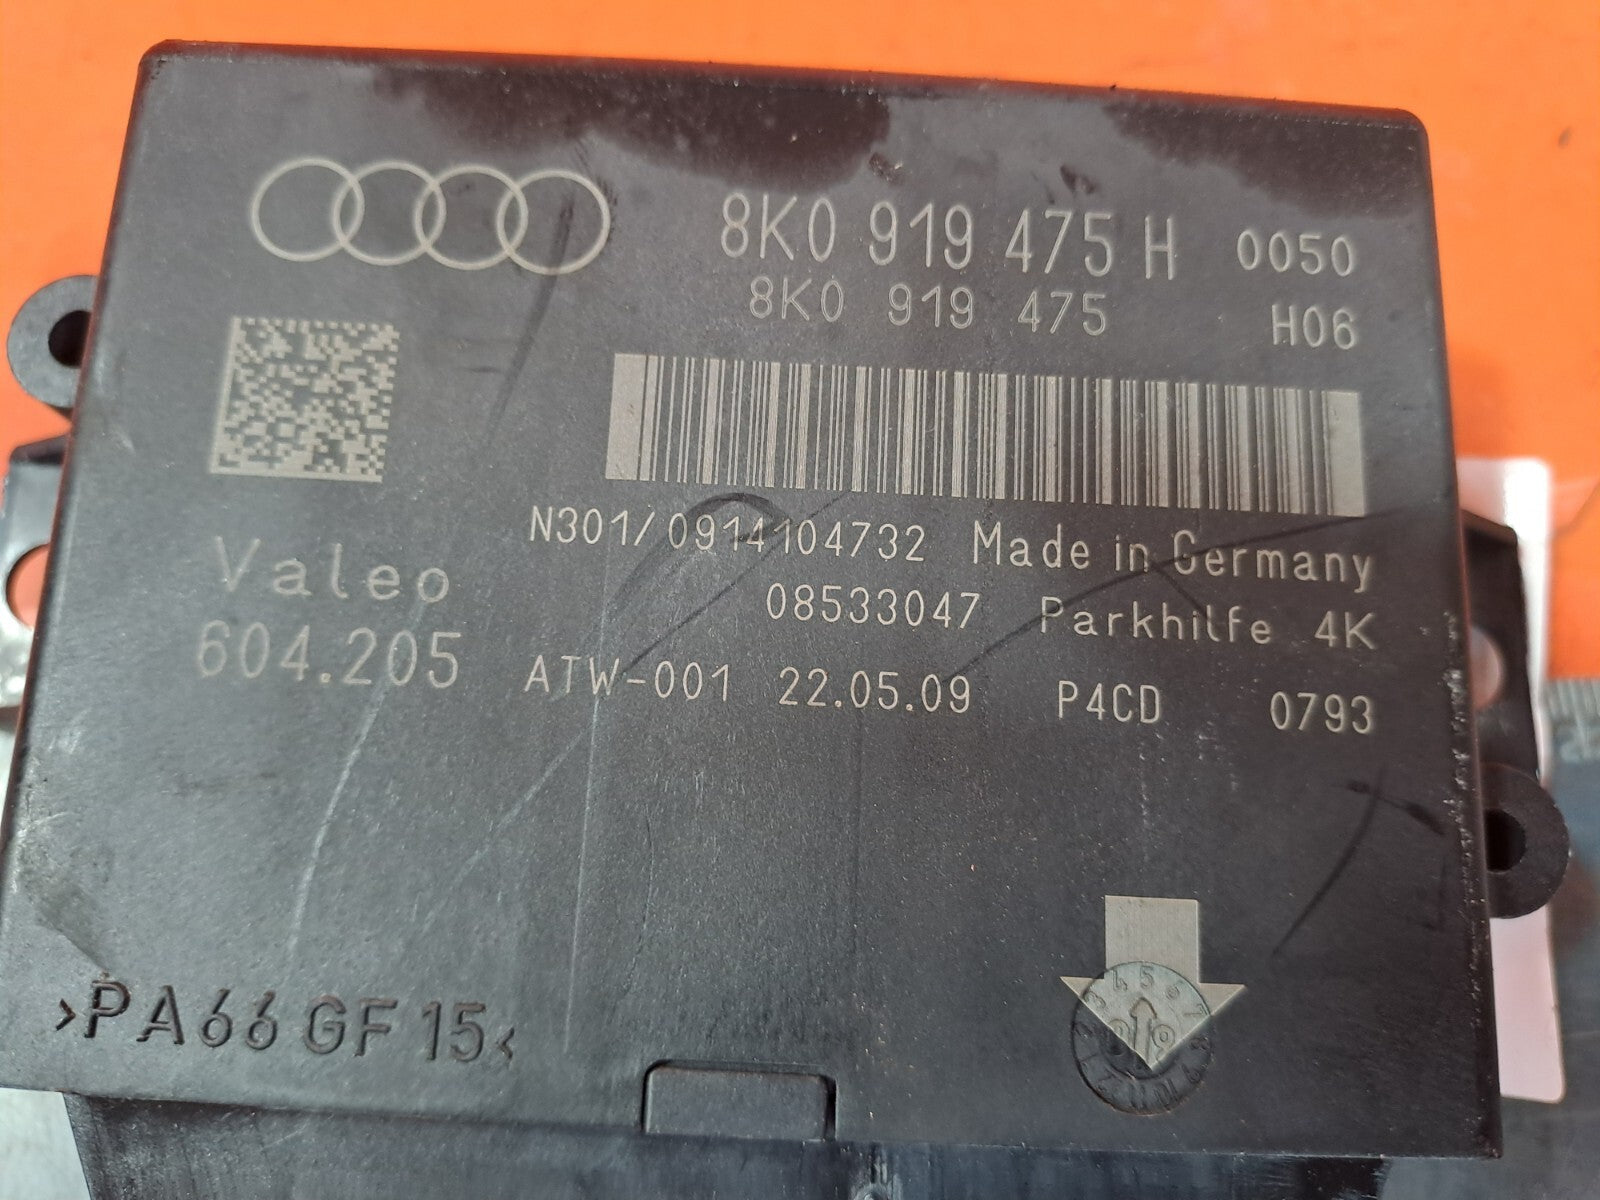 8K0 919 475 H 0050
8K0 919 475 H06
N301/0914104732 Made in Germany
Valeo 08533047 Parkhilfe 4K
604.205 ATW-001 22.05.09 P4CD 0793
>PA66 GF15<